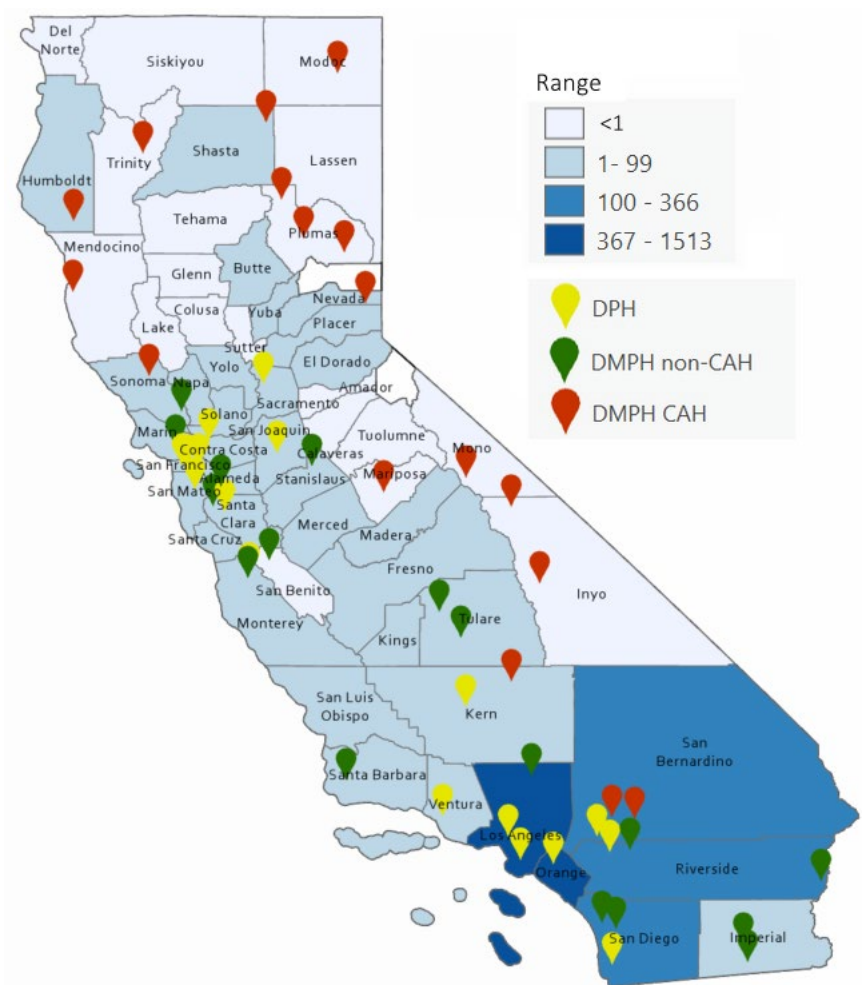 Del
Norte
Siskiyou
Modoc
Range
<1
1- 99
100 - 366
367 - 1513
DPH
DMPH non-CAH
DMPH CAH
Trinity
Shasta
Lassen
Humboldt
Tehama
Plumas
Mendocino
Glenn
Butte
Colusa
Nevada
Lake
Yuba
Placer
Sutter
Yolo
El Dorado
Sonoma
Napa
Sacramento
Amador
Solano
Marin
San Joaquin
Tuolumne
Mono
Contra Costa
Calaveras
San Francisco
Alameda
Stanislaus
Mariposa
San Mateo
Santa
Clara
Merced
Santa Cruz
Madera
Fresno
San Benito
Inyo
Monterey
Tulare
Kings
San Luis
Obispo
Kern
San
Bernardino
Santa Barbara
Ventura
Los Angeles
Orange
Riverside
San Diego
Imperial